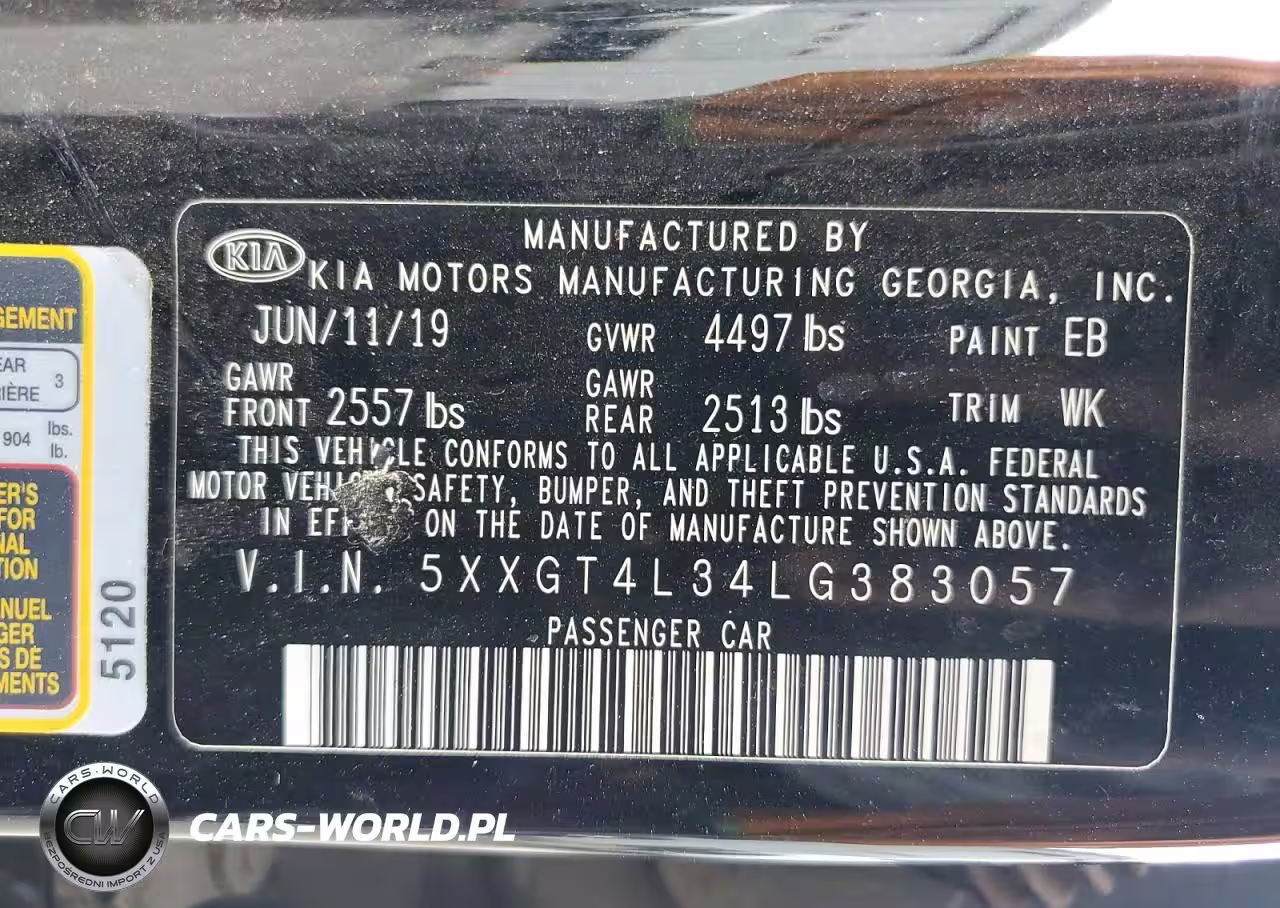 KIA
MANUFACTURED BY
KIA MOTORS MANUFACTURING GEORGIA, INC.
JUN/11/19 GVWR 4497 lbs PAINT EB
GAWR FRONT 2557 lbs GAWR REAR 2513 lbs TRIM WK
THIS VEHICLE CONFORMS TO ALL APPLICABLE U.S.A. FEDERAL
MOTOR SAFETY, BUMPER, AND THEFT PREVENTION STANDARDS
IN ON THE DATE OF MANUFACTURE SHOWN ABOVE.
V.I.N. 5XXGT4L34LG383057
PASSENGER CAR
GEMENT
EAR
IÈRE 3
904 lbs.
lb.
ER'S
FOR
NAL
TION
NUEL
GER
S DE
MENTS
5120
CARS-WORLD
CW
BEZPOŚREDNI IMPORT Z USA
CARS-WORLD.PL